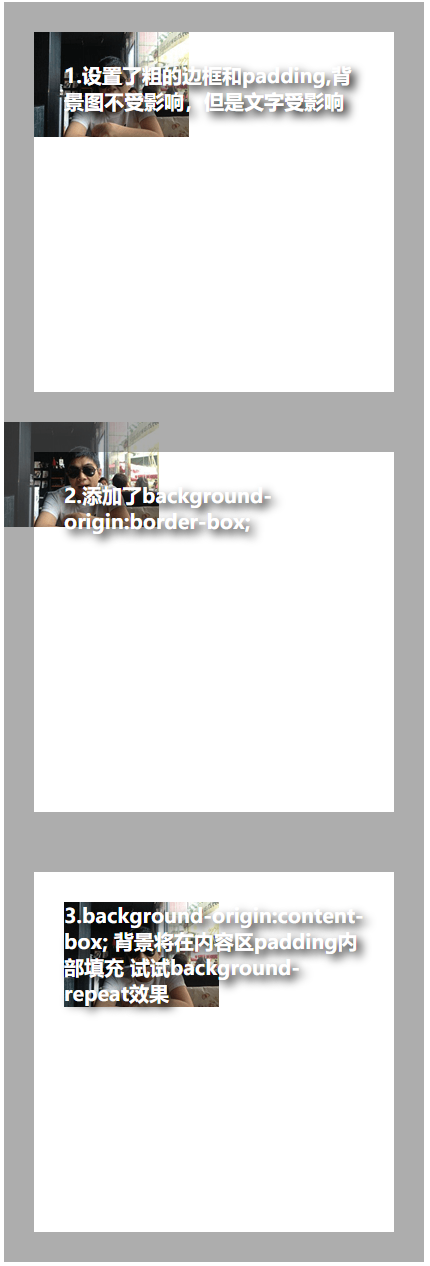 1.设置了粗的边框和padding,背
景图不受影响，但是文字受影响
2.添加了background-
origin:border-box;
3.background-origin:content-
box; 背景将在内容区padding内
部填充 试试background-
repeat效果